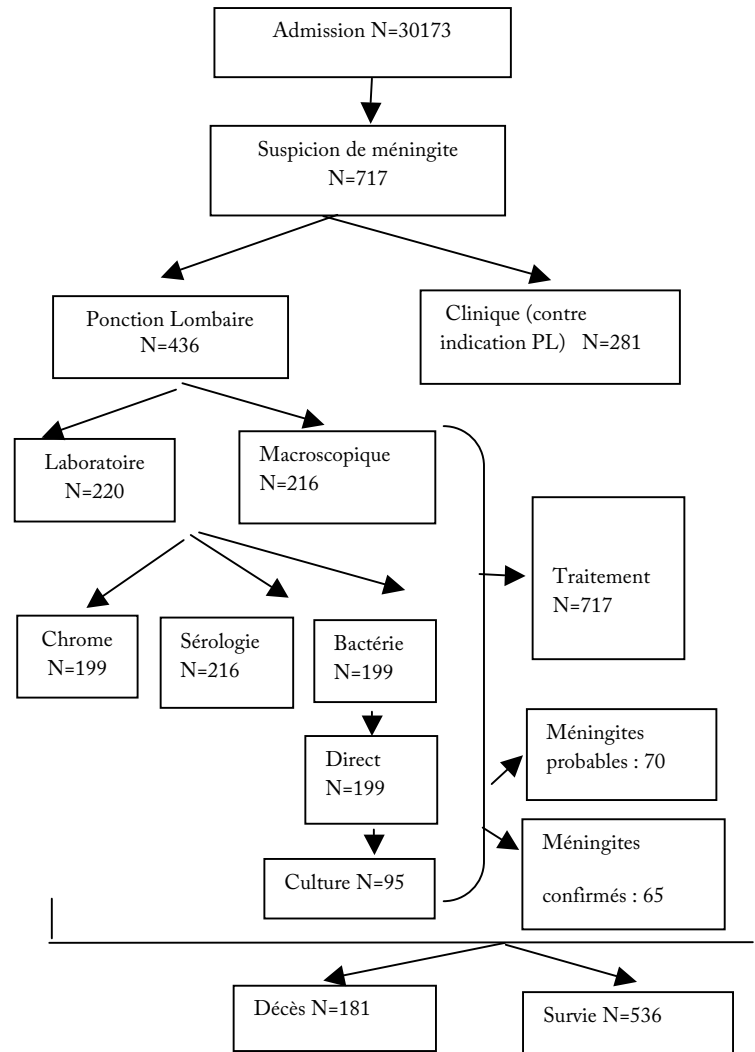 Admission N=30173
Suspicion de méningite
N=717
Ponction Lombaire
N=436
Clinique (contre
indication PL) N=281
Laboratoire
N=220
Macroscopique
N=216
Traitement
N=717
Chrome
N=199
Sérologie
N=216
Bactérie
N=199
Direct
N=199
Méningites
probables : 70
Culture N=95
Méningites
confirmés : 65
Décès N=181
Survie N=536